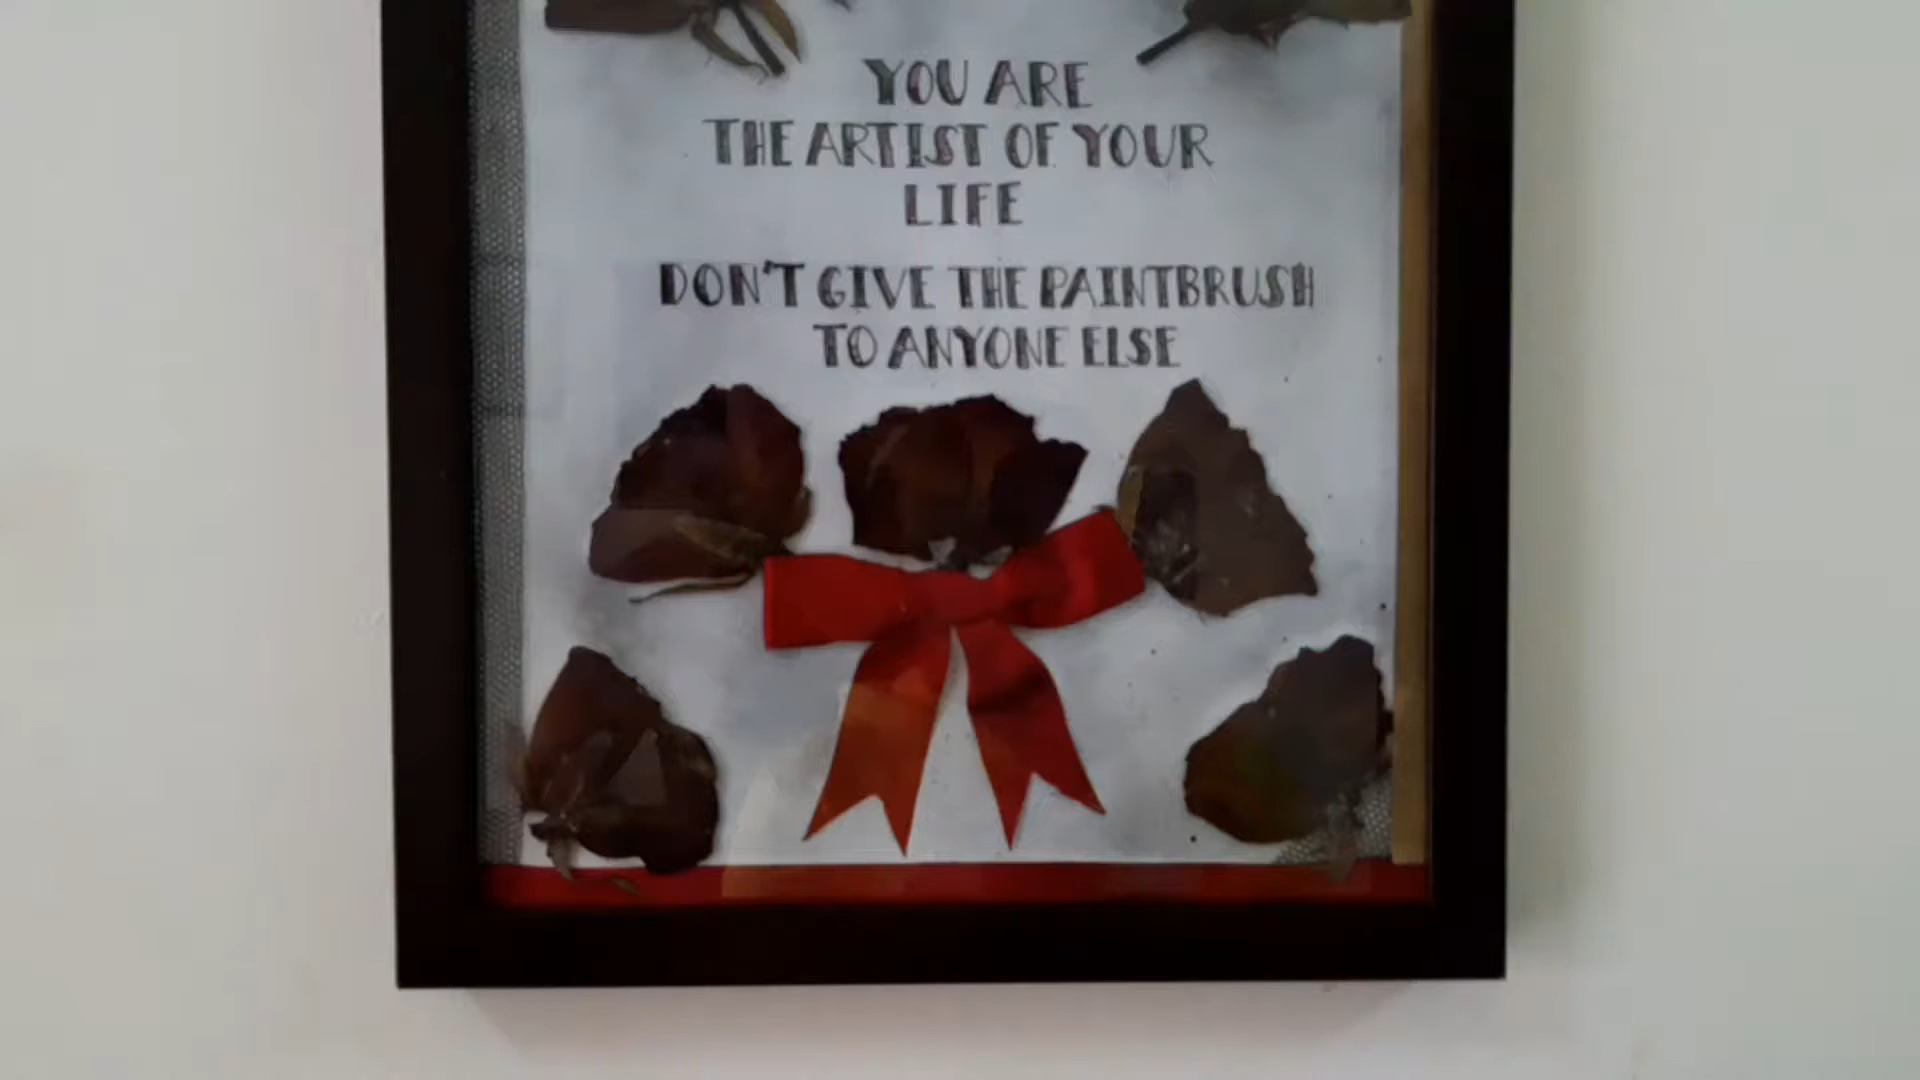 YOU ARE
THE ARTIST OF YOUR
LIFE
DON'T GIVE THE PAINTBRUSH
TO ANYONE ELSE